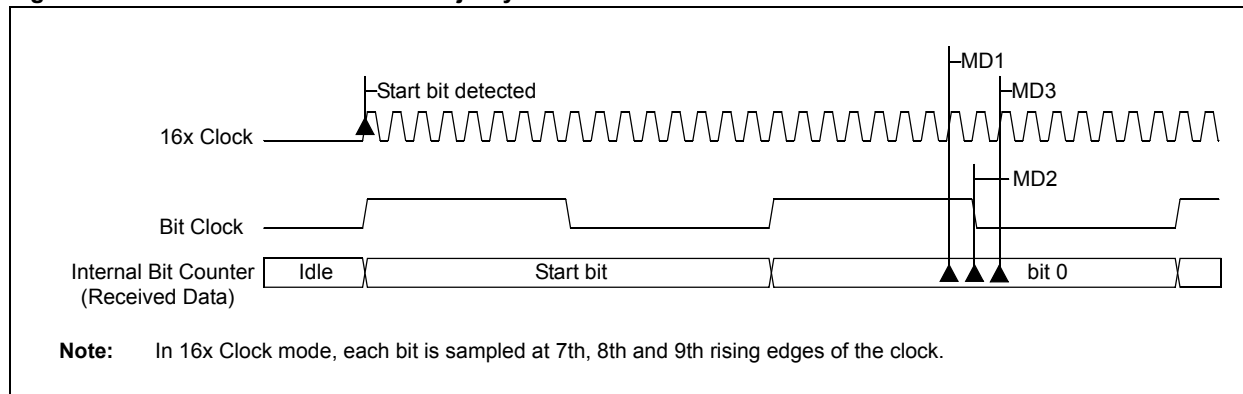 MD1
Start bit detected
MD3
16x Clock
MD2
Bit Clock
Internal Bit Counter
(Received Data)
Idle
Start bit
bit 0
Note: In 16x Clock mode, each bit is sampled at 7th, 8th and 9th rising edges of the clock.